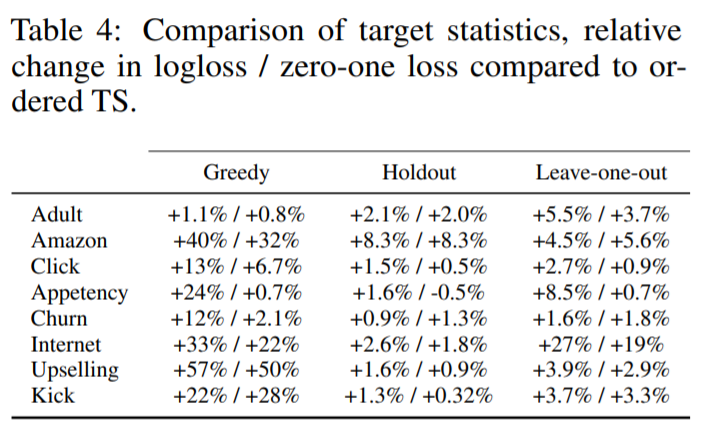 Table 4: Comparison of target statistics, relative
change in logloss / zero-one loss compared to or-
dered TS.
Greedy Holdout Leave-one-out
Adult +1.1% / +0.8% +2.1% / +2.0% +5.5% / +3.7%
Amazon +40% / +32% +8.3% / +8.3% +4.5% / +5.6%
Click +13% / +6.7% +1.5% / +0.5% +2.7% / +0.9%
Appetency +24% / +0.7% +1.6% / -0.5% +8.5% / +0.7%
Churn +12% / +2.1% +0.9% / +1.3% +1.6% / +1.8%
Internet +33% / +22% +2.6% / +1.8% +27% / +19%
Upselling +57% / +50% +1.6% / +0.9% +3.9% / +2.9%
Kick +22% / +28% +1.3% / +0.32% +3.7% / +3.3%